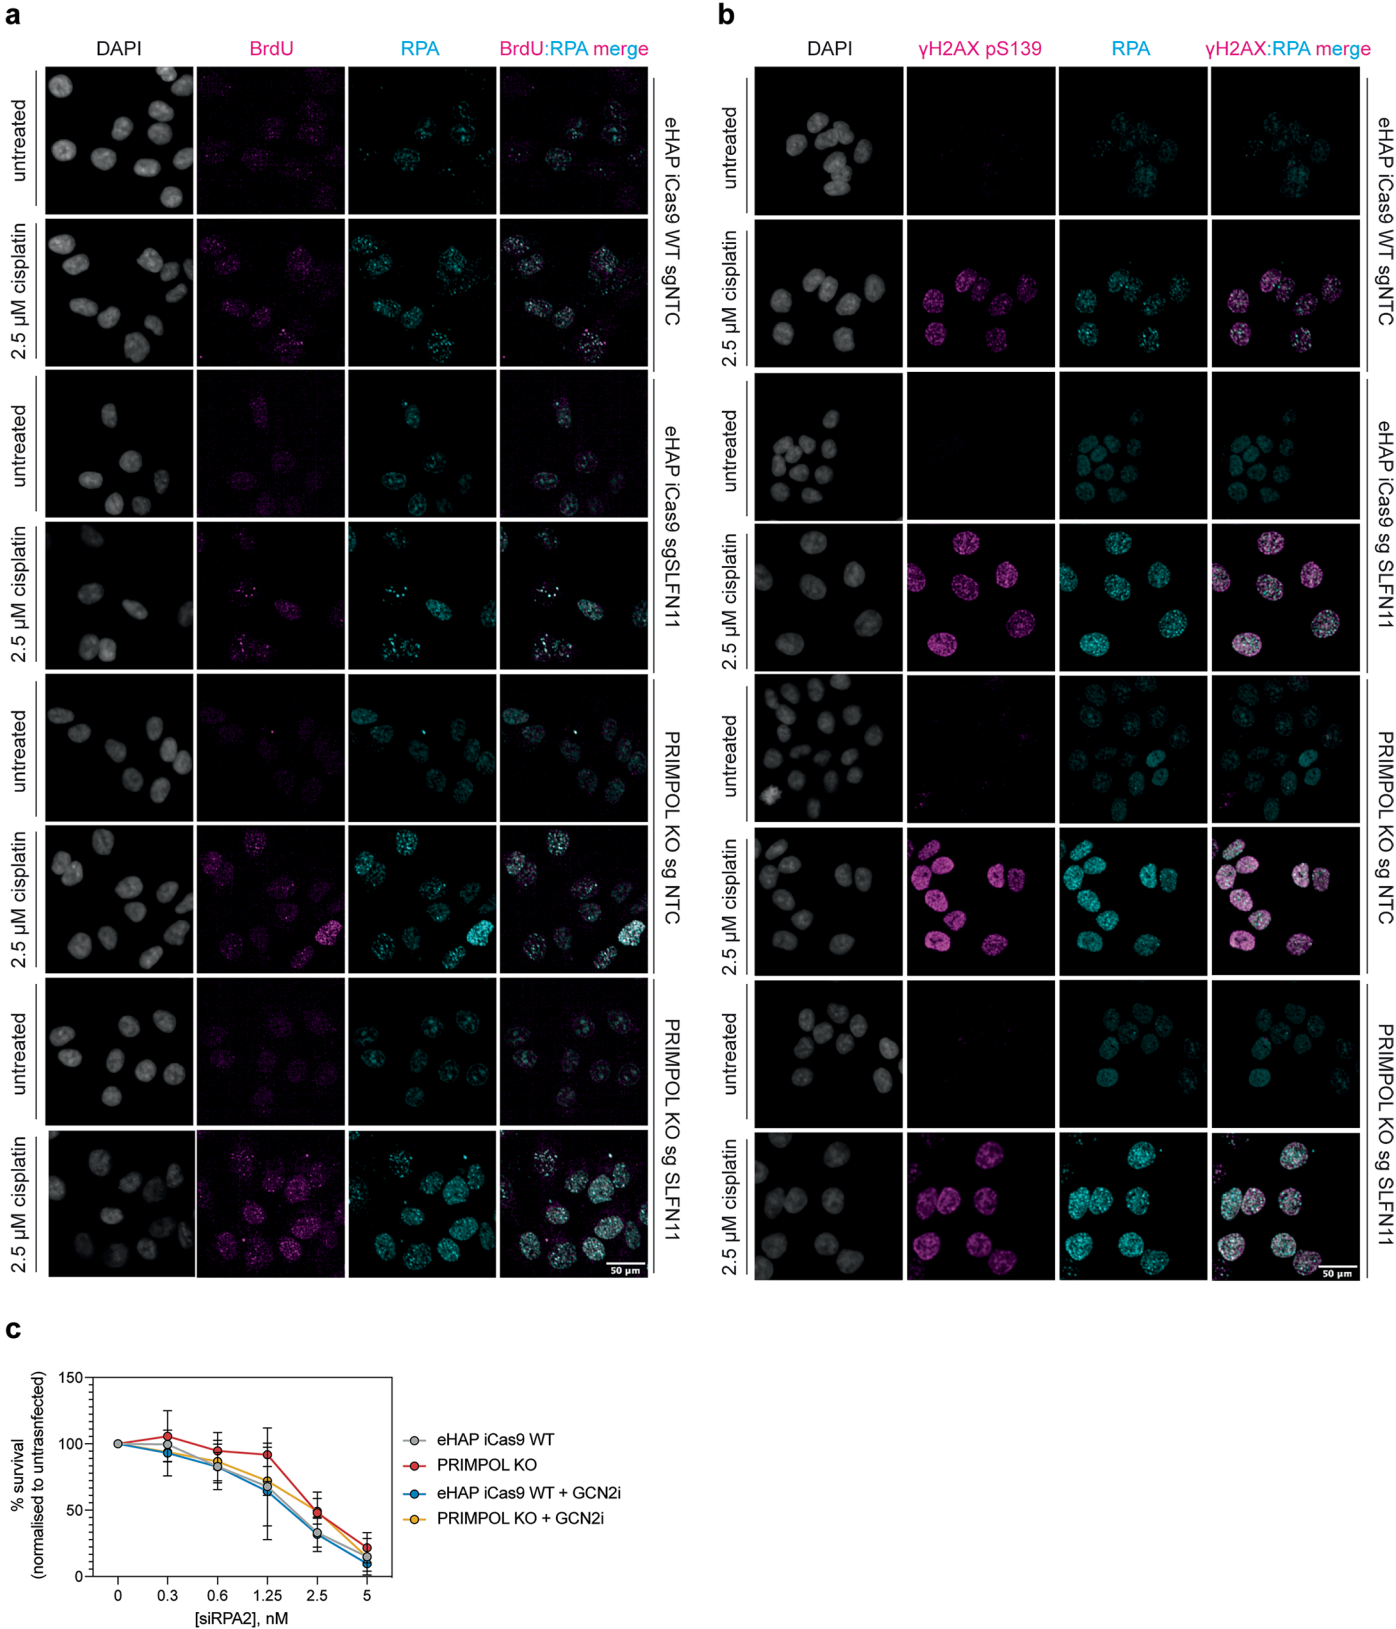 a
DAPI
BrdU
RPA
BrdU:RPA merge
untreated
2.5 µM cisplatin
eHAP iCas9 WT sgNTC
untreated
2.5 µM cisplatin
eHAP iCas9 sgSLFN11
untreated
2.5 µM cisplatin
PRIMPOL KO sg NTC
untreated
2.5 µM cisplatin
PRIMPOL KO sg SLFN11
50 µm
b
DAPI
γH2AX pS139
RPA
γH2AX:RPA merge
untreated
2.5 µM cisplatin
eHAP iCas9 WT sgNTC
untreated
2.5 µM cisplatin
eHAP iCas9 sg SLFN11
untreated
2.5 µM cisplatin
PRIMPOL KO sg NTC
untreated
2.5 µM cisplatin
PRIMPOL KO sg SLFN11
50 µm
c
% survival
(normalised to untrasnfected)
150
100
50
0
0 0.3 0.6 1.25 2.5 5
[siRPA2], nM
eHAP iCas9 WT
PRIMPOL KO
eHAP iCas9 WT + GCN2i
PRIMPOL KO + GCN2i